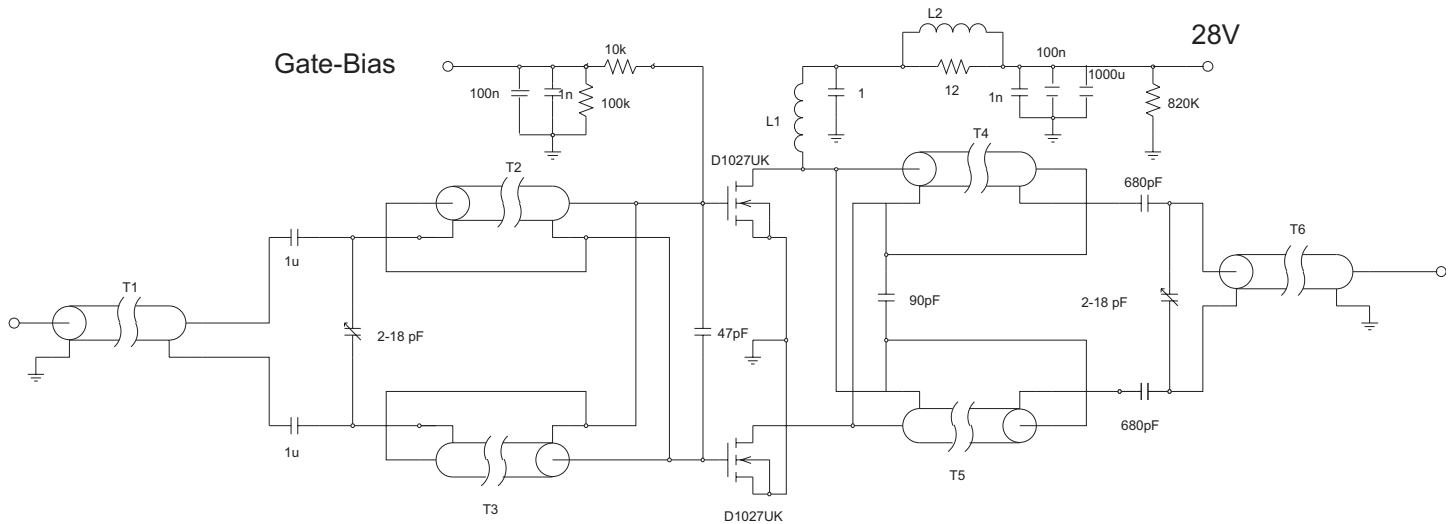 L2
28V
Gate-Bias
10k
100n
1000u
100n
1n
100k
1
12
1n
820K
L1
T4
D1027UK
T2
680pF
T6
1u
T1
90pF
2-18 pF
2-18 pF
47pF
680pF
1u
T5
T3
D1027UK